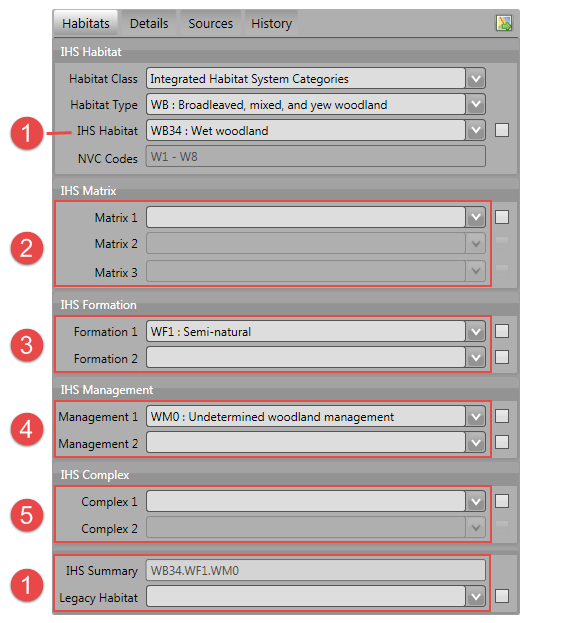 Habitats Details Sources History
IHS Habitat
Habitat Class Integrated Habitat System Categories
Habitat Type WB : Broadleaved, mixed, and yew woodland
1 IHS Habitat WB34 : Wet woodland
NVC Codes W1 - W8
IHS Matrix
Matrix 1
2 Matrix 2
Matrix 3
IHS Formation
Formation 1 WF1 : Semi-natural
3
Formation 2
IHS Management
Management 1 WM0 : Undetermined woodland management
4
Management 2
IHS Complex
Complex 1
5
Complex 2
IHS Summary WB34.WF1.WM0
1
Legacy Habitat